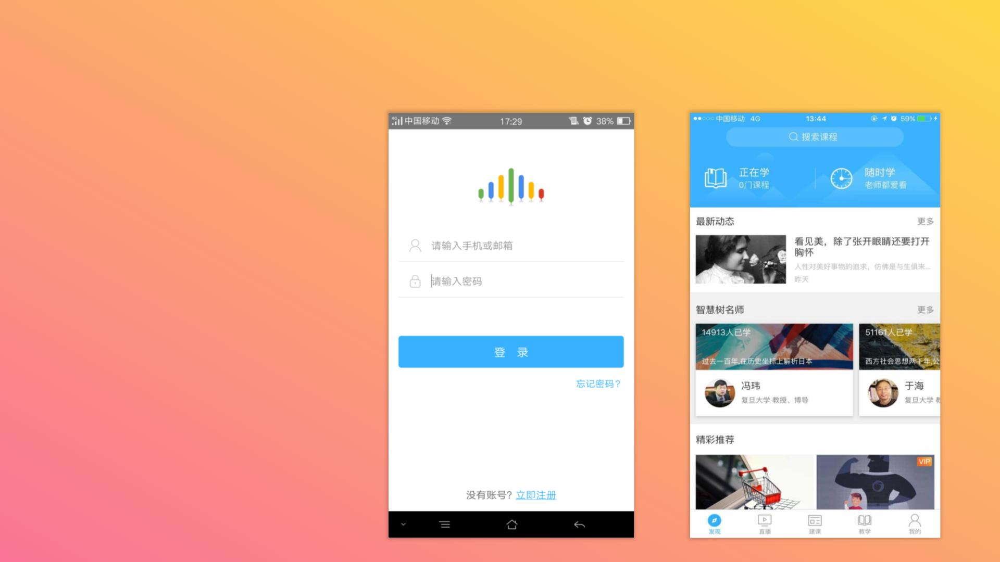 中国移动
17:29
38%
请输入手机或邮箱
请输入密码
登 录
忘记密码?
没有账号? 立即注册
中国移动 4G
13:44
59%
搜索课程
正在学
0门课程
随时学
老师都爱看
最新动态
更多
看见美，除了张开眼睛还要打开
胸怀
人性对美好事物的追求，仿佛是与生俱来...
昨天
智慧树名师
更多
14913人已学
过去一百年,在历史坐标上解析日本
冯玮
复旦大学 教授、博导
51161人已学
西方社会思想两千年,公
于海
复旦大学 教
精彩推荐
VIP
发现
直播
建课
教学
我的